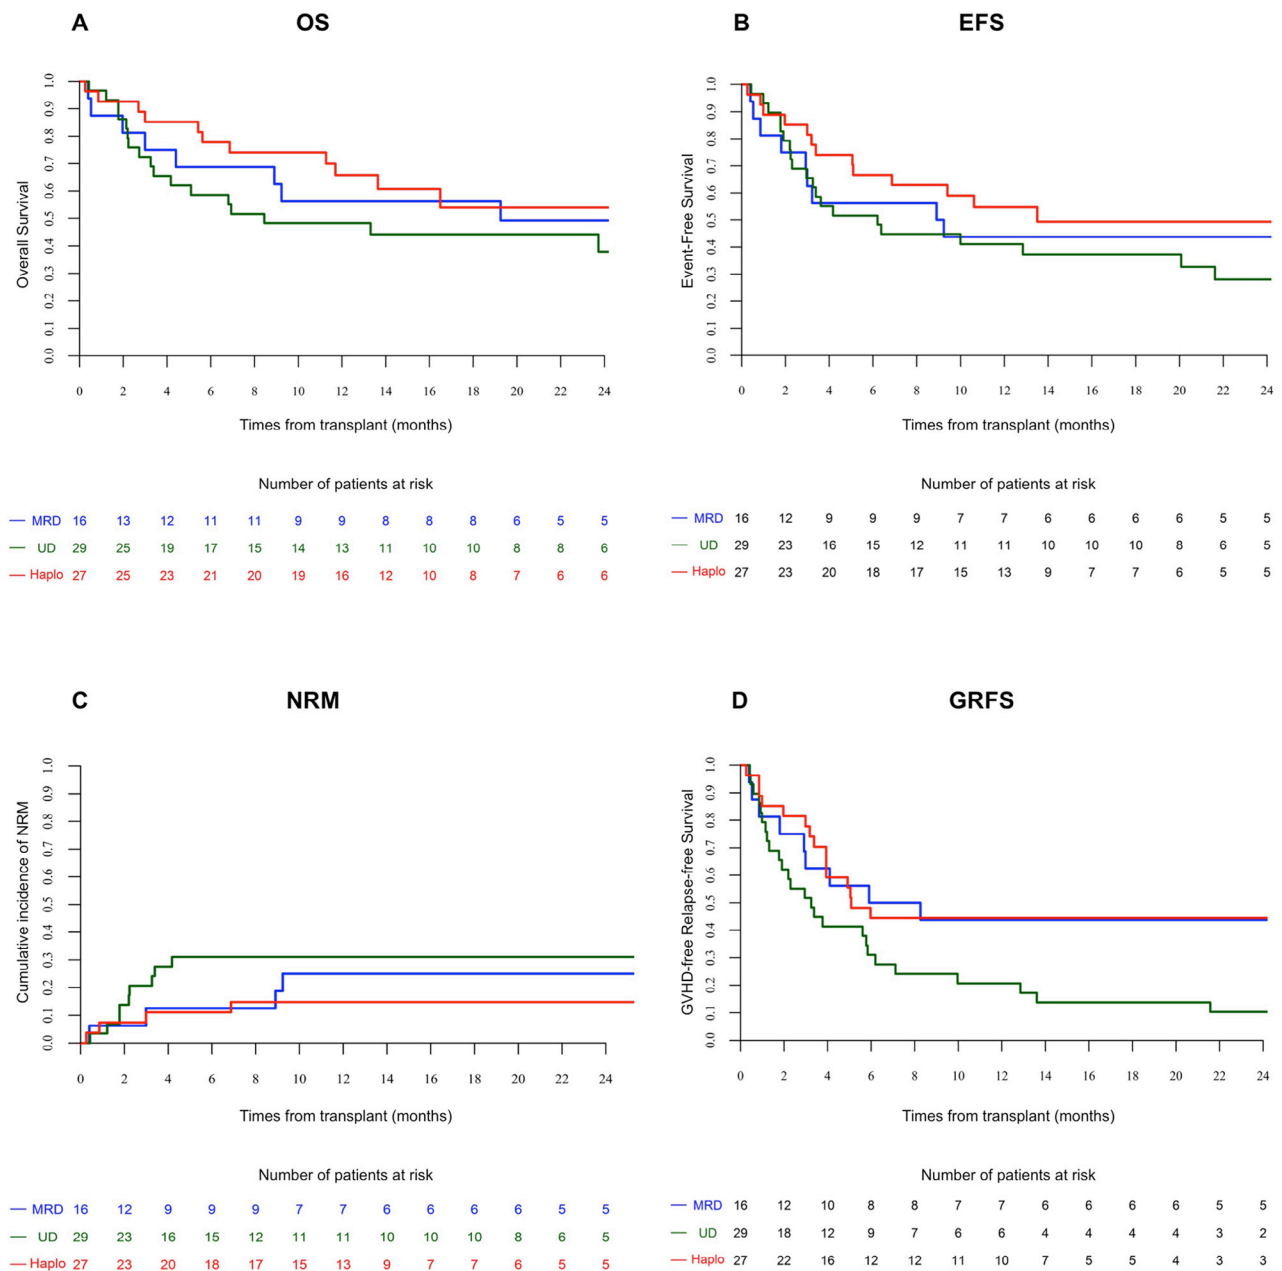 A OS
Overall Survival
1.0
0.9
0.8
0.7
0.6
0.5
0.4
0.3
0.2
0.1
0.0
0 2 4 6 8 10 12 14 16 18 20 22 24
Times from transplant (months)
Number of patients at risk
MRD 16 13 12 11 11 9 9 8 8 8 6 5 5
UD 29 25 19 17 15 14 13 11 10 10 8 8 6
Haplo 27 25 23 21 20 19 16 12 10 8 7 6 6
B EFS
Event-Free Survival
1.0
0.9
0.8
0.7
0.6
0.5
0.4
0.3
0.2
0.1
0.0
0 2 4 6 8 10 12 14 16 18 20 22 24
Times from transplant (months)
Number of patients at risk
MRD 16 12 9 9 9 7 7 6 6 6 6 5 5
UD 29 23 16 15 12 11 11 10 10 10 8 6 5
Haplo 27 23 20 18 17 15 13 9 7 7 6 5 5
C NRM
Cumulative incidence of NRM
1.0
0.9
0.8
0.7
0.6
0.5
0.4
0.3
0.2
0.1
0.0
0 2 4 6 8 10 12 14 16 18 20 22 24
Times from transplant (months)
Number of patients at risk
MRD 16 12 9 9 9 7 7 6 6 6 6 5 5
UD 29 23 16 15 12 11 11 10 10 10 8 6 5
Haplo 27 23 20 18 17 15 13 9 7 7 6 5 5
D GRFS
GVHD-free Relapse-free Survival
1.0
0.9
0.8
0.7
0.6
0.5
0.4
0.3
0.2
0.1
0.0
0 2 4 6 8 10 12 14 16 18 20 22 24
Times from transplant (months)
Number of patients at risk
MRD 16 12 10 8 8 7 7 6 6 6 6 5 5
UD 29 18 12 9 7 6 6 4 4 4 4 3 2
Haplo 27 22 16 12 12 11 10 7 5 5 4 3 3